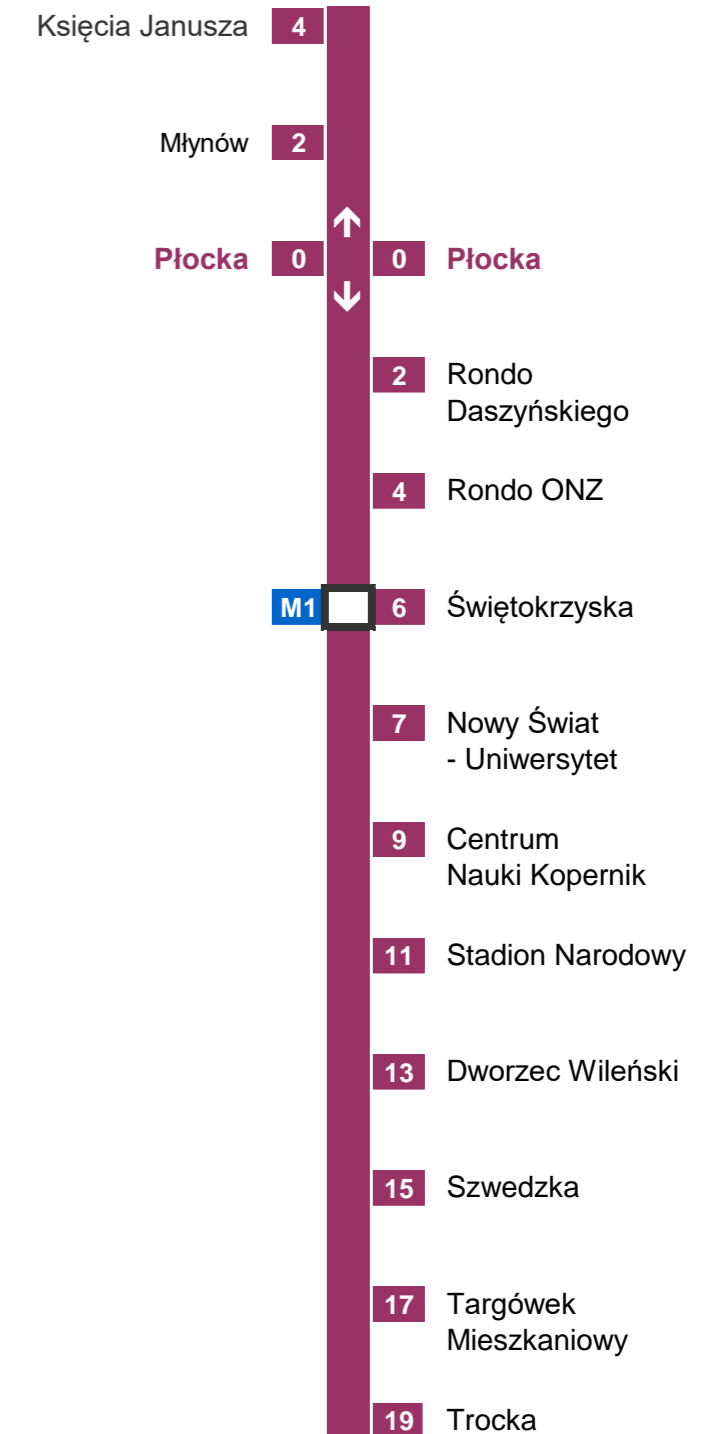 Księcia Janusza 4
Młynów 2
Płocka 0 0 Płocka
2 Rondo
Daszyńskiego
4 Rondo ONZ
M1 6 Świętokrzyska
7 Nowy Świat
- Uniwersytet
9 Centrum
Nauki Kopernik
11 Stadion Narodowy
13 Dworzec Wileński
15 Szwedzka
17 Targówek
Mieszkaniowy
19 Trocka